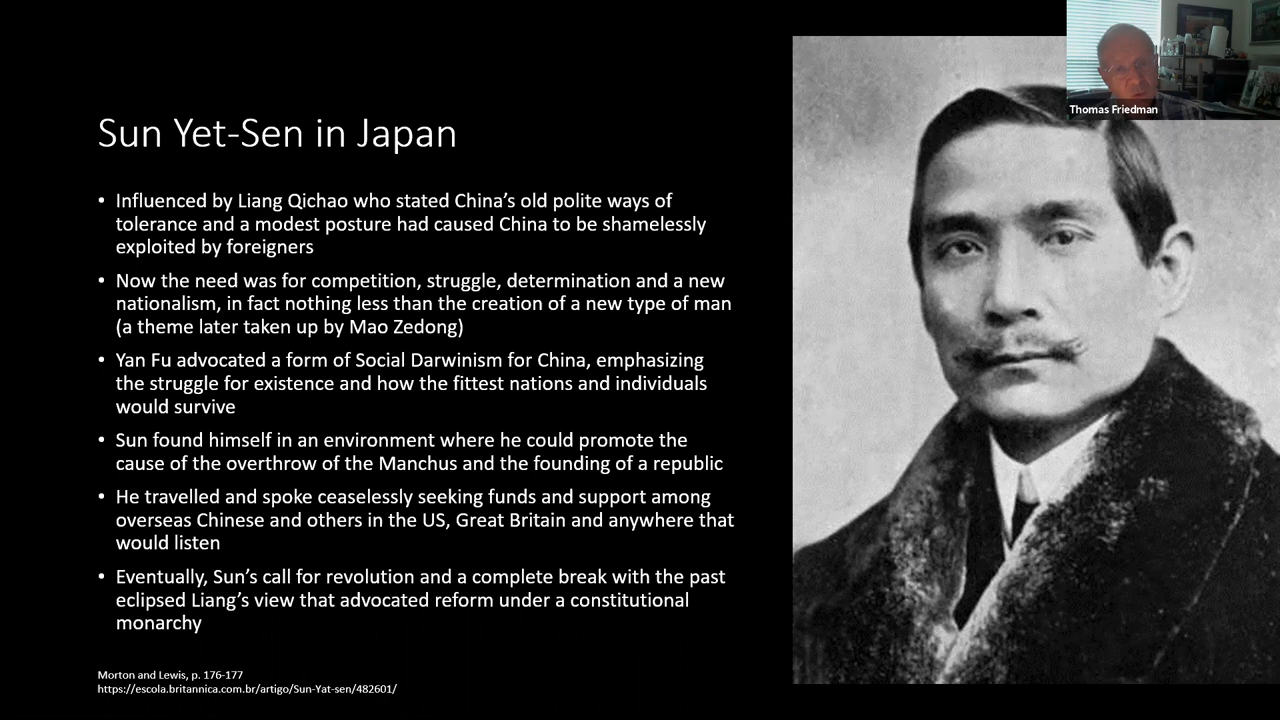 Thomas Friedman
Sun Yet-Sen in Japan
• Influenced by Liang Qichao who stated China's old polite ways of
tolerance and a modest posture had caused China to be shamelessly
exploited by foreigners
• Now the need was for competition, struggle, determination and a new
nationalism, in fact nothing less than the creation of a new type of man
(a theme later taken up by Mao Zedong)
• Yan Fu advocated a form of Social Darwinism for China, emphasizing
the struggle for existence and how the fittest nations and individuals
would survive
• Sun found himself in an environment where he could promote the
cause of the overthrow of the Manchus and the founding of a republic
• He travelled and spoke ceaselessly seeking funds and support among
overseas Chinese and others in the US, Great Britain and anywhere that
would listen
• Eventually, Sun's call for revolution and a complete break with the past
eclipsed Liang's view that advocated reform under a constitutional
monarchy
Morton and Lewis, p. 176-177
https://escola.britannica.com.br/artigo/Sun-Yat-sen/482601/